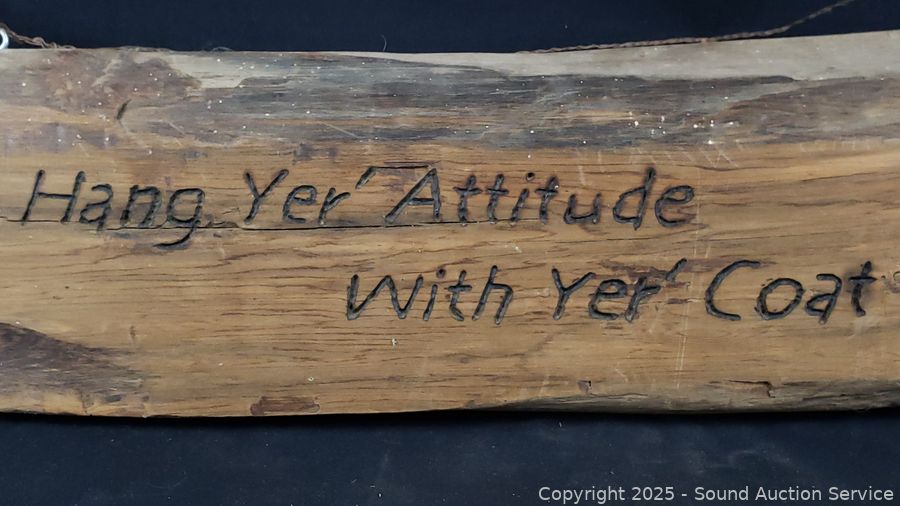 Hang Yer' Attitude
With Yer' Coat
Copyright 2025 - Sound Auction Service